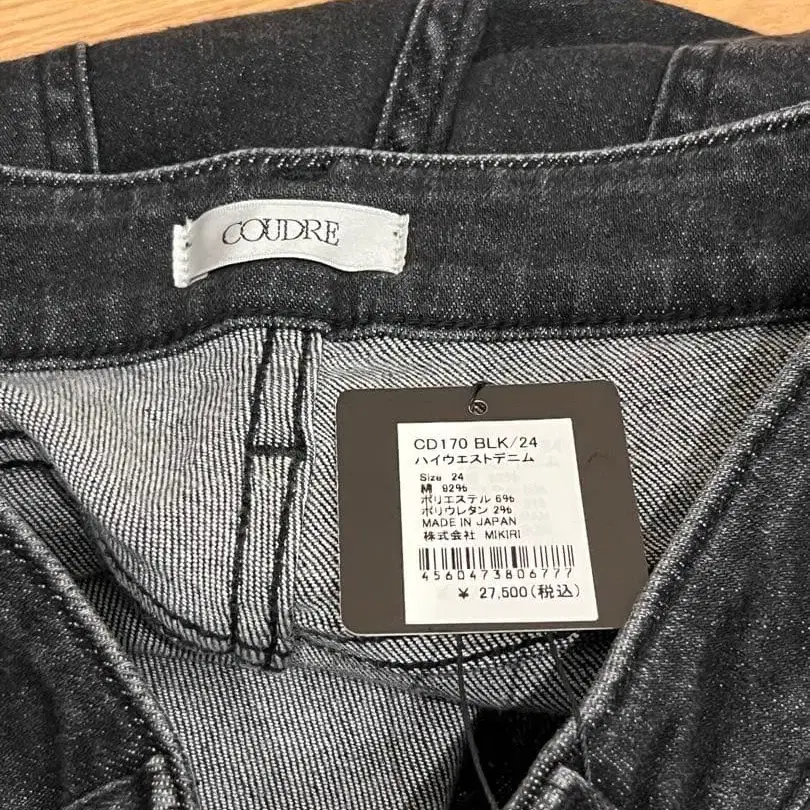 COUDRE
CD170 BLK/24
ハイウエストデニム
Size 24
綿 92%
ポリエステル 6%
ポリウレタン 2%
MADE IN JAPAN
株式会社 MIKIRI
4560473806777
¥ 27,500(税込)